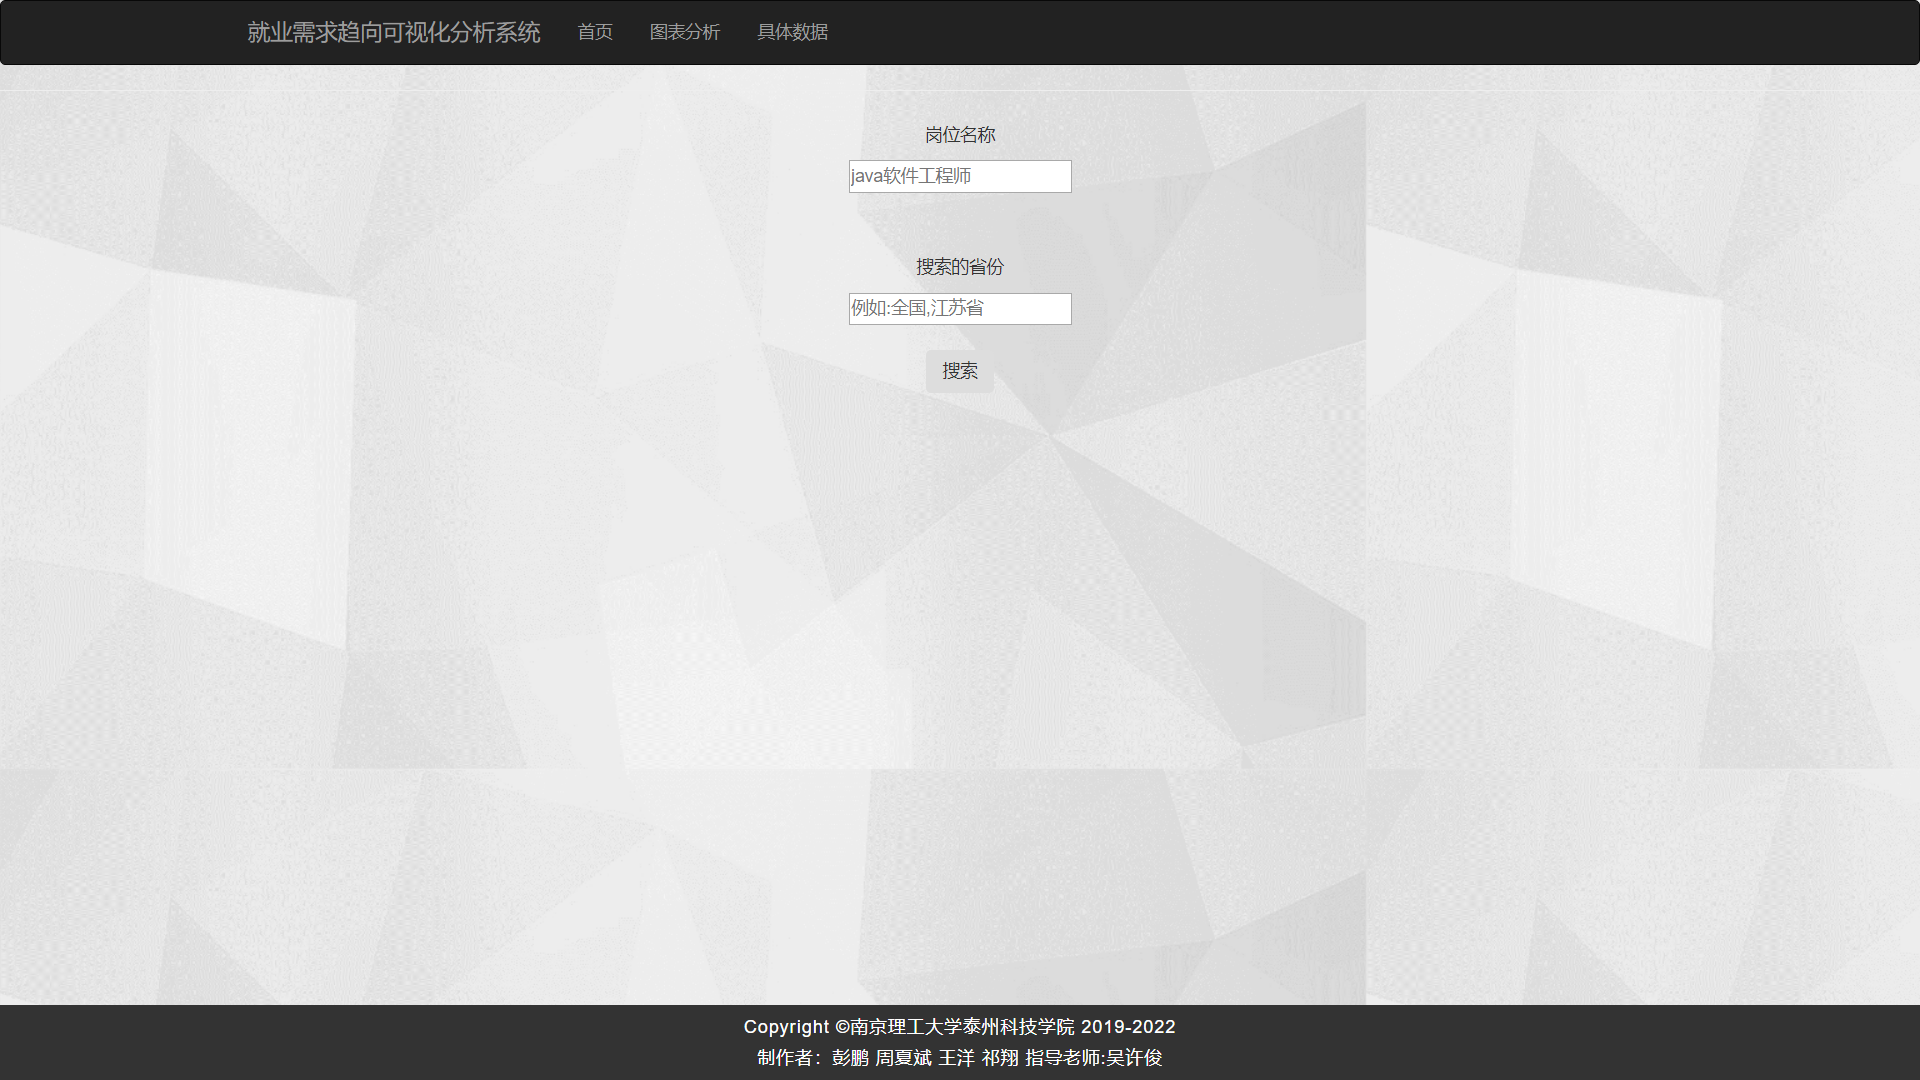 就业需求趋向可视化分析系统 首页 图表分析 具体数据
岗位名称
java软件工程师
搜索的省份
例如:全国,江苏省
搜索
Copyright ©南京理工大学泰州科技学院 2019-2022
制作者：彭鹏 周夏斌 王洋 祁翔 指导老师:吴许俊